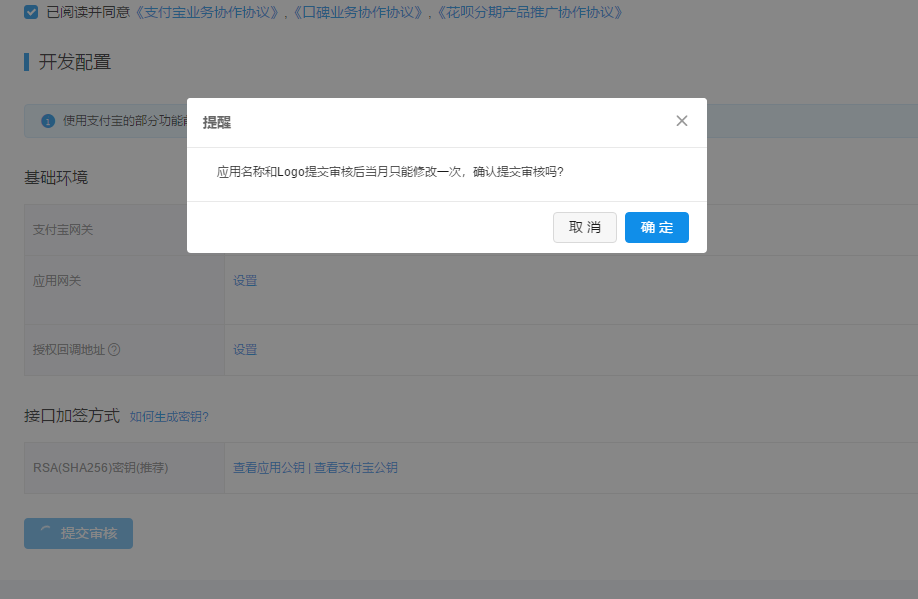 已阅读并同意《支付宝业务协作协议》,《口碑业务协作协议》,《花呗分期产品推广协作协议》
开发配置
使用支付宝的部分功能
提醒
应用名称和Logo提交审核后当月只能修改一次，确认提交审核吗?
取 消 确 定
基础环境
支付宝网关
应用网关 设置
授权回调地址 设置
接口加签方式 如何生成密钥?
RSA(SHA256)密钥(推荐) 查看应用公钥 | 查看支付宝公钥
提交审核